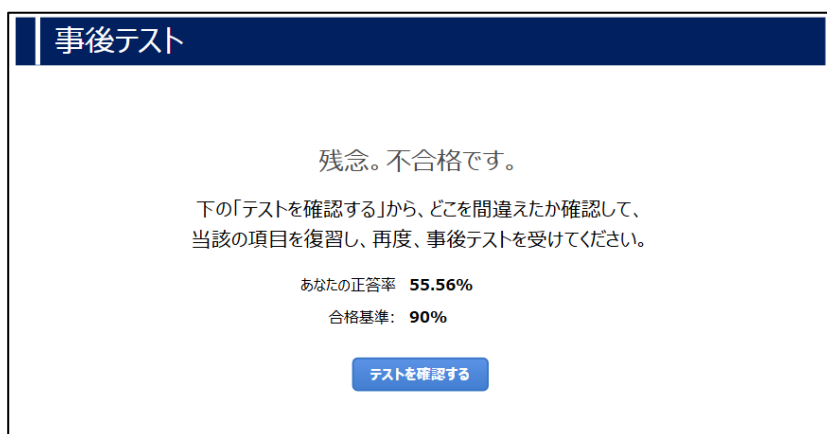 事後テスト
残念。不合格です。
下の「テストを確認する」から、どこを間違えたか確認して、
当該の項目を復習し、再度、事後テストを受けてください。
あなたの正答率 55.56%
合格基準: 90%
テストを確認する